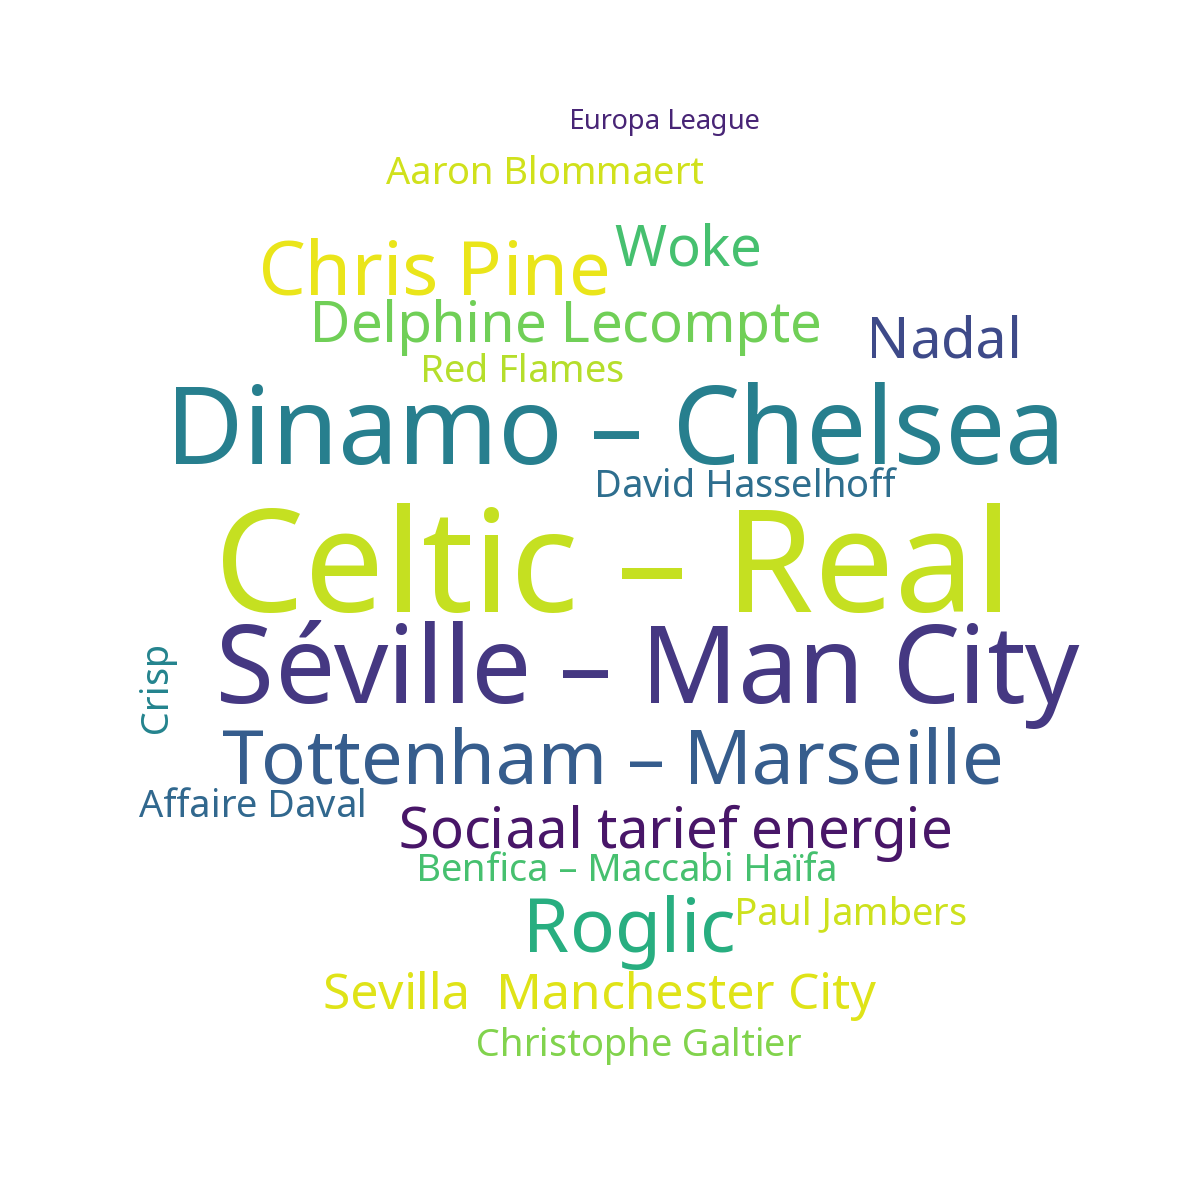 Europa League
Aaron Blommaert
Woke
Chris Pine
Delphine Lecompte
Nadal
Red Flames
Dinamo – Chelsea
David Hasselhoff
Celtic – Real
Séville – Man City
Crisp
Tottenham – Marseille
Affaire Daval
Sociaal tarief energie
Benfica – Maccabi Haïfa
Roglic
Paul Jambers
Sevilla  Manchester City
Christophe Galtier